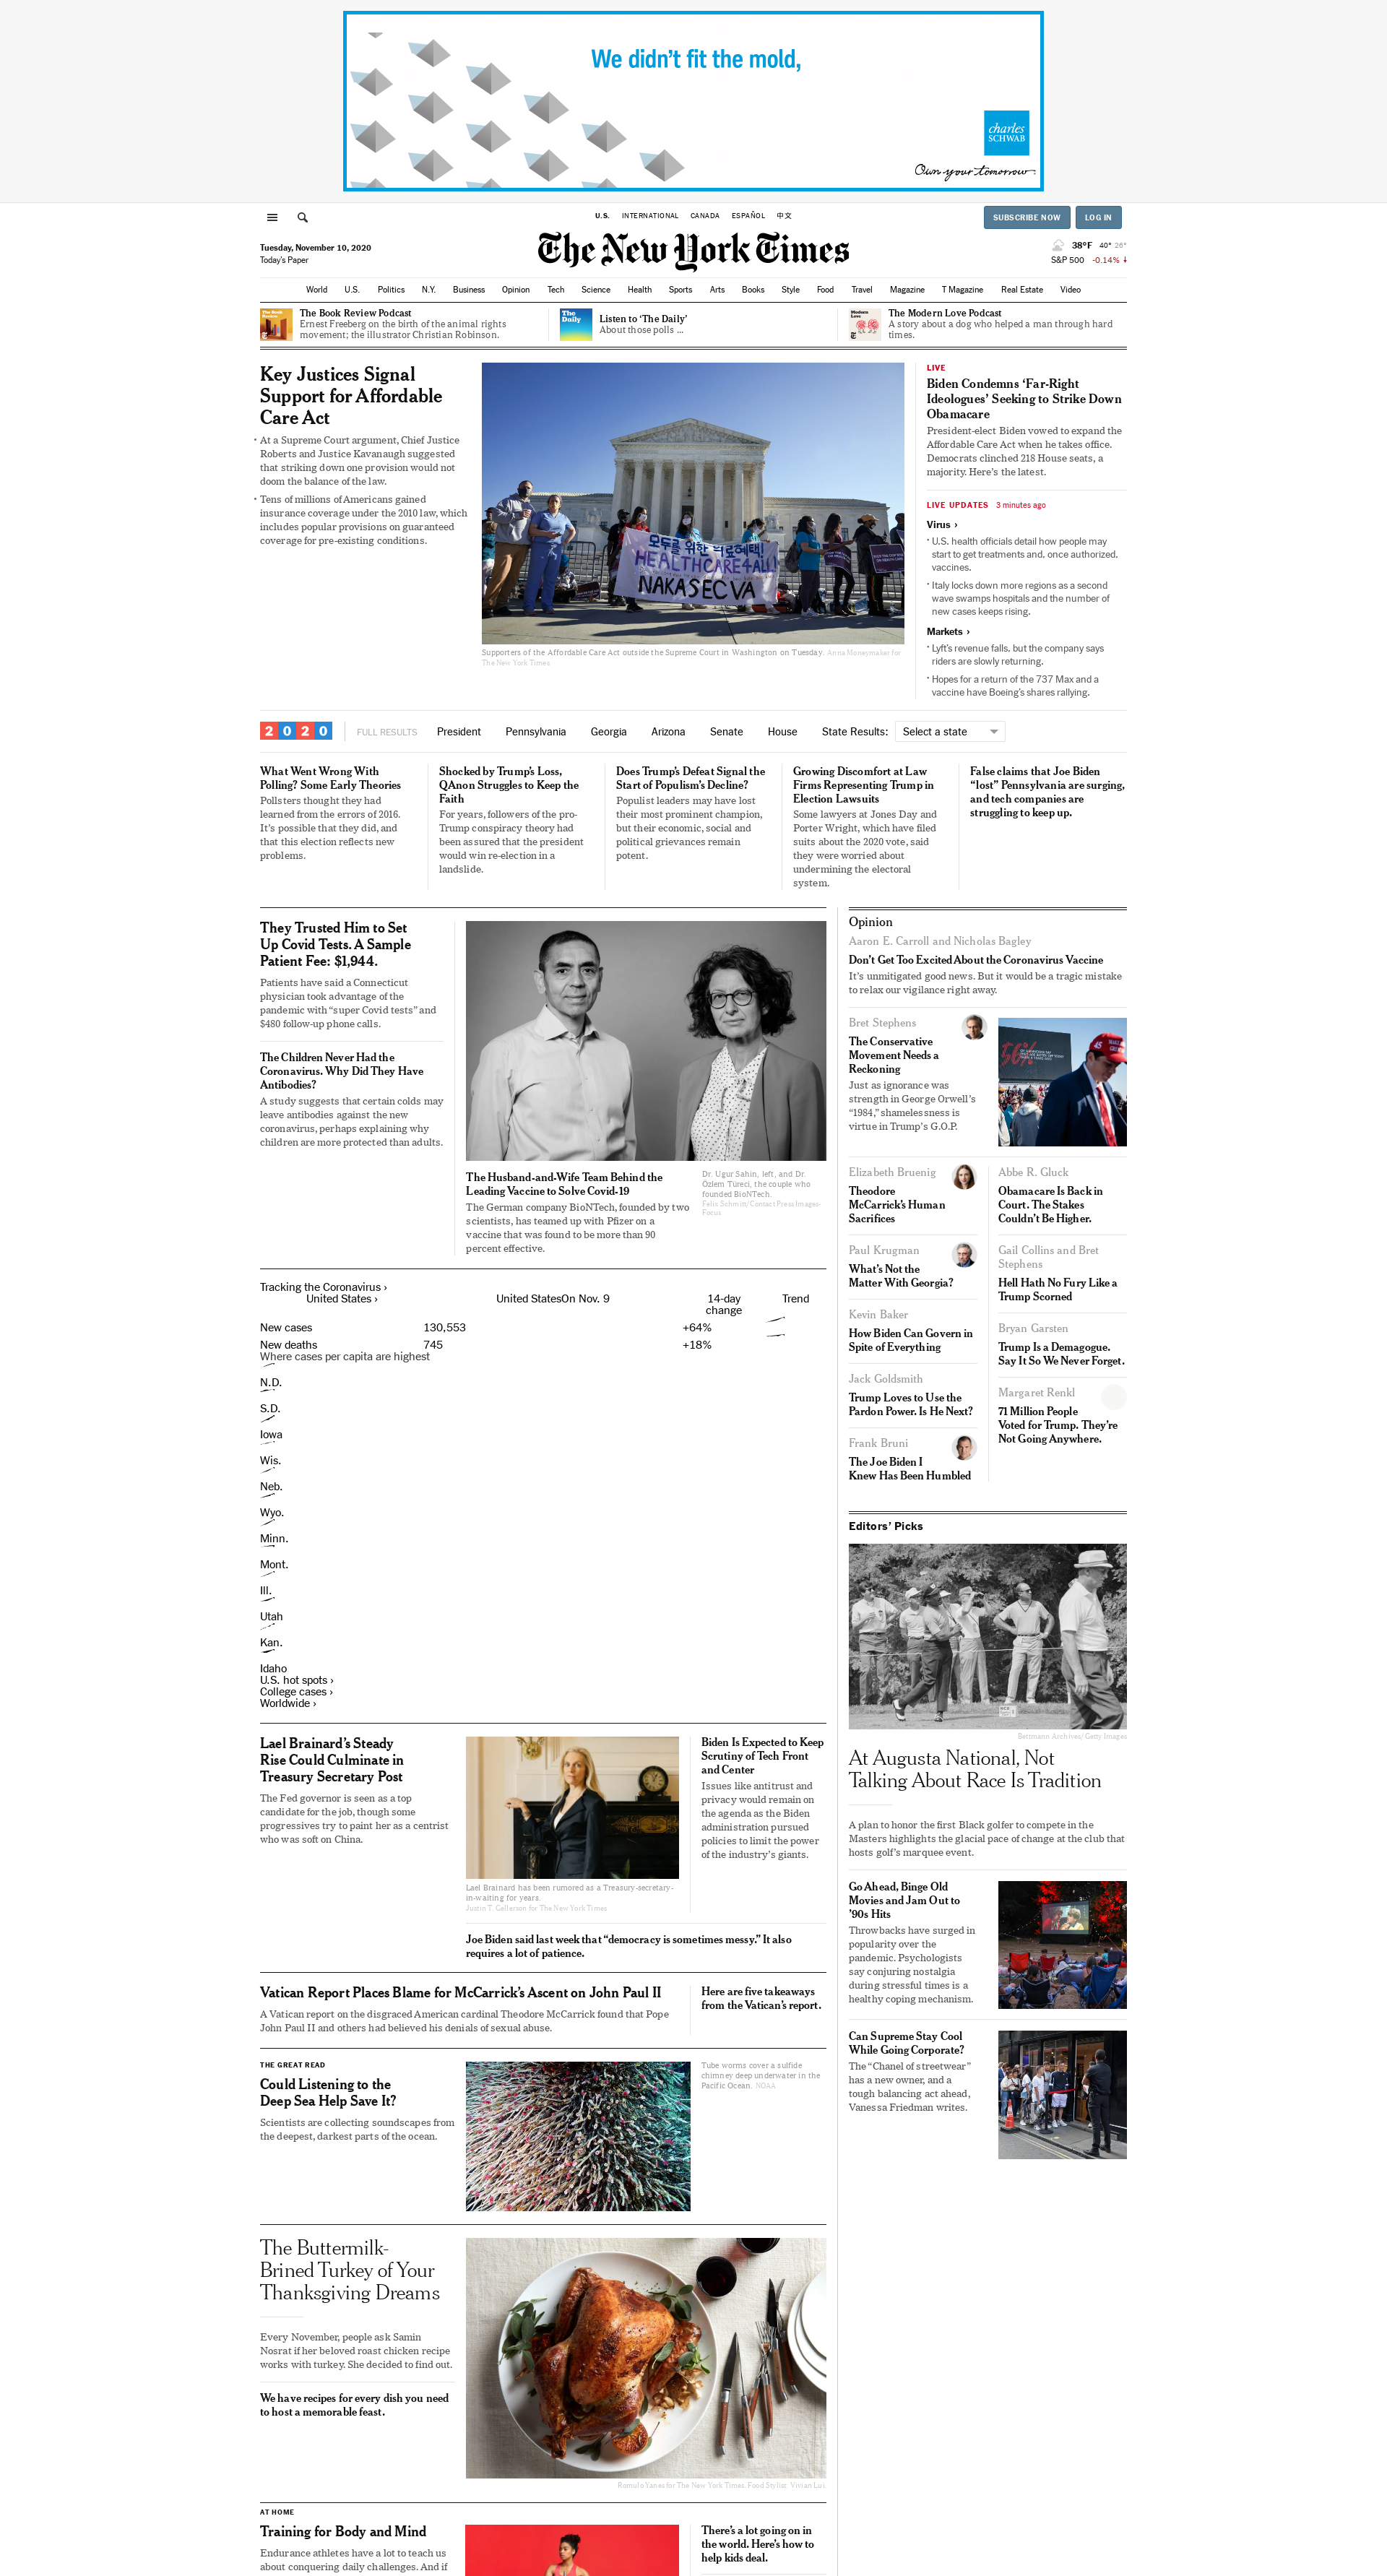 We didn't fit the mold,
charles
SCHWAB
Own your tomorrow.
U.S. INTERNATIONAL CANADA ESPAÑOL 中文
SUBSCRIBE NOW LOG IN
Tuesday, November 10, 2020
Today's Paper
The New York Times
38°F 40° 26°
S&P 500 -0.14%
World U.S. Politics N.Y. Business Opinion Tech Science Health Sports Arts Books Style Food Travel Magazine T Magazine Real Estate Video
The Book Review Podcast
Ernest Freeberg on the birth of the animal rights
movement; the illustrator Christian Robinson.
The Daily
Listen to ‘The Daily’
About those polls …
Modern
Love
The Modern Love Podcast
A story about a dog who helped a man through hard
times.
Key Justices Signal
Support for Affordable
Care Act
At a Supreme Court argument, Chief Justice
Roberts and Justice Kavanaugh suggested
that striking down one provision would not
doom the balance of the law.
Tens of millions of Americans gained
insurance coverage under the 2010 law, which
includes popular provisions on guaranteed
coverage for pre-existing conditions.
모두를 위한 의료혜택!
HEALTHCARE4ALL!
NAKASEC VA
Supporters of the Affordable Care Act outside the Supreme Court in Washington on Tuesday. Anna Moneymaker for
The New York Times
LIVE
Biden Condemns ‘Far-Right
Ideologues’ Seeking to Strike Down
Obamacare
President-elect Biden vowed to expand the
Affordable Care Act when he takes office.
Democrats clinched 218 House seats, a
majority. Here’s the latest.
LIVE UPDATES 3 minutes ago
Virus ›
U.S. health officials detail how people may
start to get treatments and, once authorized,
vaccines.
Italy locks down more regions as a second
wave swamps hospitals and the number of
new cases keeps rising.
Markets ›
Lyft’s revenue falls, but the company says
riders are slowly returning.
Hopes for a return of the 737 Max and a
vaccine have Boeing’s shares rallying.
2020 FULL RESULTS President Pennsylvania Georgia Arizona Senate House State Results: Select a state
What Went Wrong With
Polling? Some Early Theories
Pollsters thought they had
learned from the errors of 2016.
It’s possible that they did, and
that this election reflects new
problems.
Shocked by Trump’s Loss,
QAnon Struggles to Keep the
Faith
For years, followers of the pro-
Trump conspiracy theory had
been assured that the president
would win re-election in a
landslide.
Does Trump’s Defeat Signal the
Start of Populism’s Decline?
Populist leaders may have lost
their most prominent champion,
but their economic, social and
political grievances remain
potent.
Growing Discomfort at Law
Firms Representing Trump in
Election Lawsuits
Some lawyers at Jones Day and
Porter Wright, which have filed
suits about the 2020 vote, said
they were worried about
undermining the electoral
system.
False claims that Joe Biden
“lost” Pennsylvania are surging,
and tech companies are
struggling to keep up.
They Trusted Him to Set
Up Covid Tests. A Sample
Patient Fee: $1,944.
Patients have said a Connecticut
physician took advantage of the
pandemic with “super Covid tests” and
$480 follow-up phone calls.
The Children Never Had the
Coronavirus. Why Did They Have
Antibodies?
A study suggests that certain colds may
leave antibodies against the new
coronavirus, perhaps explaining why
children are more protected than adults.
The Husband-and-Wife Team Behind the
Leading Vaccine to Solve Covid-19
The German company BioNTech, founded by two
scientists, has teamed up with Pfizer on a
vaccine that was found to be more than 90
percent effective.
Dr. Ugur Sahin, left, and Dr.
Özlem Türeci, the couple who
founded BioNTech.
Felix Schmitt/Contact Press Images-
Focus
Tracking the Coronavirus ›
United States › United StatesOn Nov. 9 14-day
change Trend
New cases 130,553 +64%
New deaths 745 +18%
Where cases per capita are highest
N.D.
S.D.
Iowa
Wis.
Neb.
Wyo.
Minn.
Mont.
Ill.
Utah
Kan.
Idaho
U.S. hot spots ›
College cases ›
Worldwide ›
Lael Brainard’s Steady
Rise Could Culminate in
Treasury Secretary Post
The Fed governor is seen as a top
candidate for the job, though some
progressives try to paint her as a centrist
who was soft on China.
Lael Brainard has been rumored as a Treasury-secretary-
in-waiting for years.
Justin T. Gellerson for The New York Times
Biden Is Expected to Keep
Scrutiny of Tech Front
and Center
Issues like antitrust and
privacy would remain on
the agenda as the Biden
administration pursued
policies to limit the power
of the industry’s giants.
Joe Biden said last week that “democracy is sometimes messy.” It also
requires a lot of patience.
Vatican Report Places Blame for McCarrick’s Ascent on John Paul II
A Vatican report on the disgraced American cardinal Theodore McCarrick found that Pope
John Paul II and others had believed his denials of sexual abuse.
Here are five takeaways
from the Vatican’s report.
THE GREAT READ
Could Listening to the
Deep Sea Help Save It?
Scientists are collecting soundscapes from
the deepest, darkest parts of the ocean.
Tube worms cover a sulfide
chimney deep underwater in the
Pacific Ocean. NOAA
The Buttermilk-
Brined Turkey of Your
Thanksgiving Dreams
Every November, people ask Samin
Nosrat if her beloved roast chicken recipe
works with turkey. She decided to find out.
We have recipes for every dish you need
to host a memorable feast.
Romulo Yanes for The New York Times. Food Stylist: Vivian Lui.
AT HOME
Training for Body and Mind
Endurance athletes have a lot to teach us
about conquering daily challenges. And if
There’s a lot going on in
the world. Here’s how to
help kids deal.
Opinion
Aaron E. Carroll and Nicholas Bagley
Don’t Get Too Excited About the Coronavirus Vaccine
It’s unmitigated good news. But it would be a tragic mistake
to relax our vigilance right away.
Bret Stephens
The Conservative
Movement Needs a
Reckoning
Just as ignorance was
strength in George Orwell’s
“1984,” shamelessness is
virtue in Trump’s G.O.P.
56%
45
Elizabeth Bruenig
Theodore
McCarrick’s Human
Sacrifices
Paul Krugman
What’s Not the
Matter With Georgia?
Kevin Baker
How Biden Can Govern in
Spite of Everything
Jack Goldsmith
Trump Loves to Use the
Pardon Power. Is He Next?
Frank Bruni
The Joe Biden I
Knew Has Been Humbled
Abbe R. Gluck
Obamacare Is Back in
Court. The Stakes
Couldn’t Be Higher.
Gail Collins and Bret
Stephens
Hell Hath No Fury Like a
Trump Scorned
Bryan Garsten
Trump Is a Demagogue.
Say It So We Never Forget.
Margaret Renkl
71 Million People
Voted for Trump. They’re
Not Going Anywhere.
Editors’ Picks
Bettmann Archives/Getty Images
At Augusta National, Not
Talking About Race Is Tradition
A plan to honor the first Black golfer to compete in the
Masters highlights the glacial pace of change at the club that
hosts golf’s marquee event.
Go Ahead, Binge Old
Movies and Jam Out to
’90s Hits
Throwbacks have surged in
popularity over the
pandemic. Psychologists
say conjuring nostalgia
during stressful times is a
healthy coping mechanism.
Can Supreme Stay Cool
While Going Corporate?
The “Chanel of streetwear”
has a new owner, and a
tough balancing act ahead,
Vanessa Friedman writes.